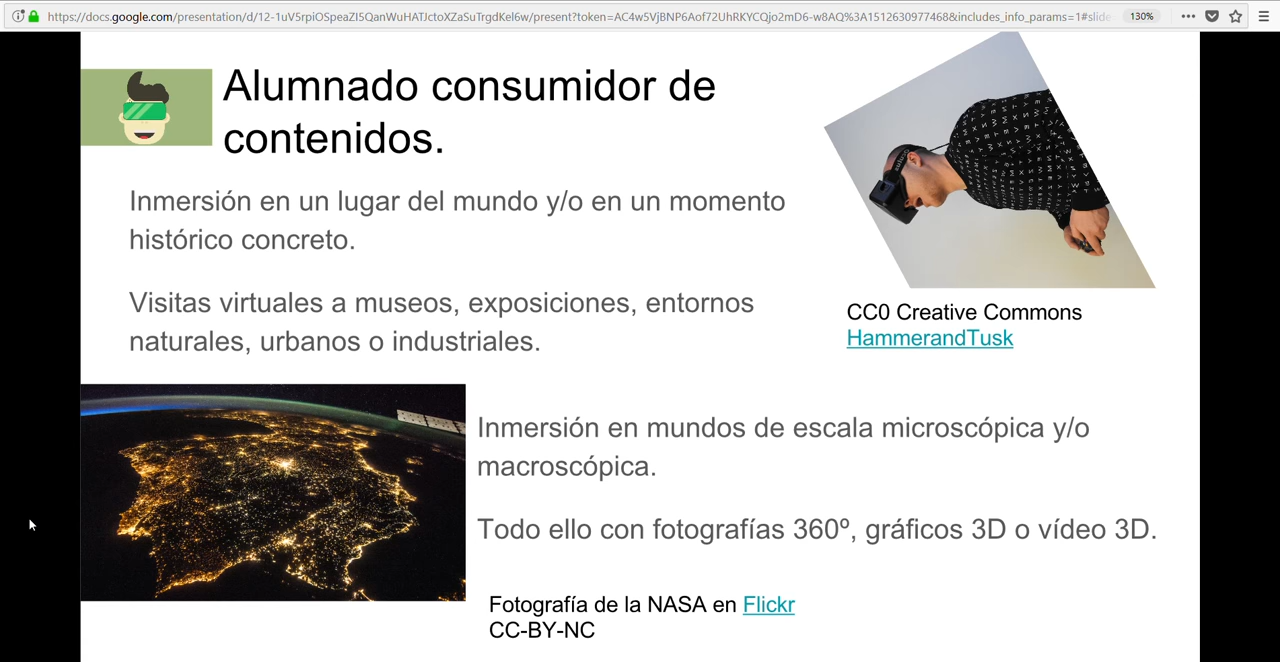 https://docs.google.com/presentation/d/12-1uV5rpiOSpeaZI5QanWuHATJctoXZaSuTrgdKel6w/present?token=AC4w5VjBNP6Aof72UhtKYCQjo2mD6-w8AQ%3A1512630977468&includes_info_params=1#slide
130%
Alumnado consumidor de
contenidos.
Inmersión en un lugar del mundo y/o en un momento
histórico concreto.
Visitas virtuales a museos, exposiciones, entornos
naturales, urbanos o industriales.
CC0 Creative Commons
HammerandTusk
Inmersión en mundos de escala microscópica y/o
macroscópica.
Todo ello con fotografías 360º, gráficos 3D o vídeo 3D.
Fotografía de la NASA en Flickr
CC-BY-NC